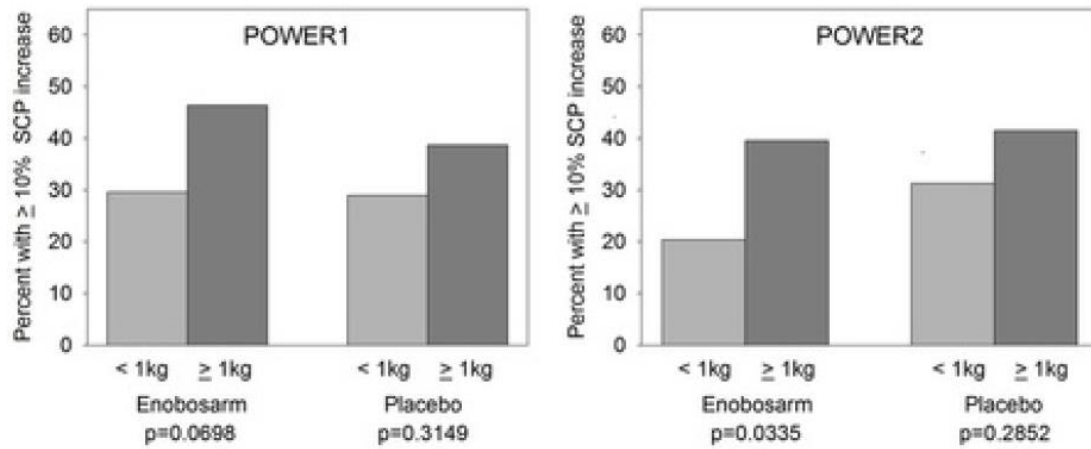 POWER1
Percent with ≥ 10% SCP increase
60
50
40
30
20
10
0
< 1kg ≥ 1kg < 1kg ≥ 1kg
Enobosarm Placebo
p=0.0698 p=0.3149
POWER2
Percent with ≥ 10% SCP increase
60
50
40
30
20
10
0
< 1kg ≥ 1kg < 1kg ≥ 1kg
Enobosarm Placebo
p=0.0335 p=0.2852